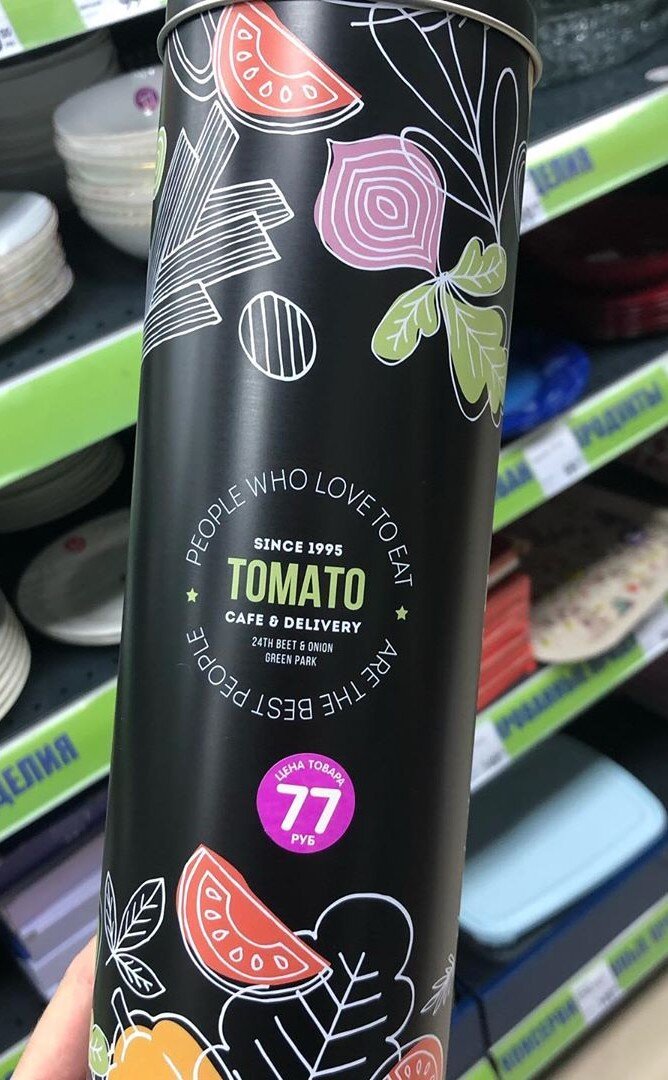 PEOPLE WHO LOVE TO EAT
SINCE 1995
TOMATO
CAFE & DELIVERY
24TH BEET & ONION
GREEN PARK
ARE THE BEST PEOPLE
ЦЕНА ТОВАРА
77
РУБ